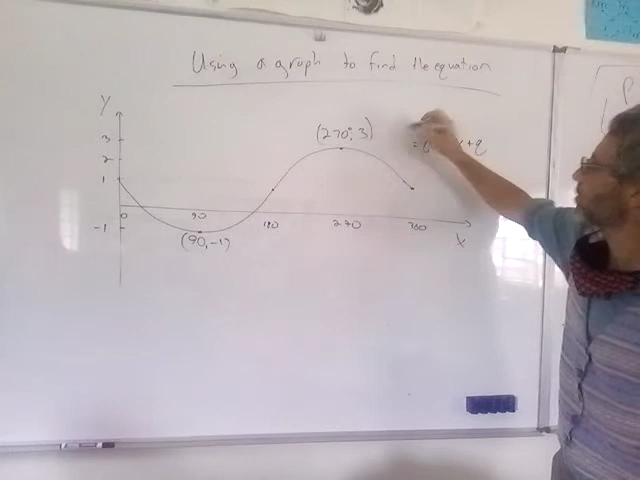 Using a graph to find the equation
y
(270°, 3)
3
2
1
0
90
180
270
360
-1
(90, -1)
x
+q
P